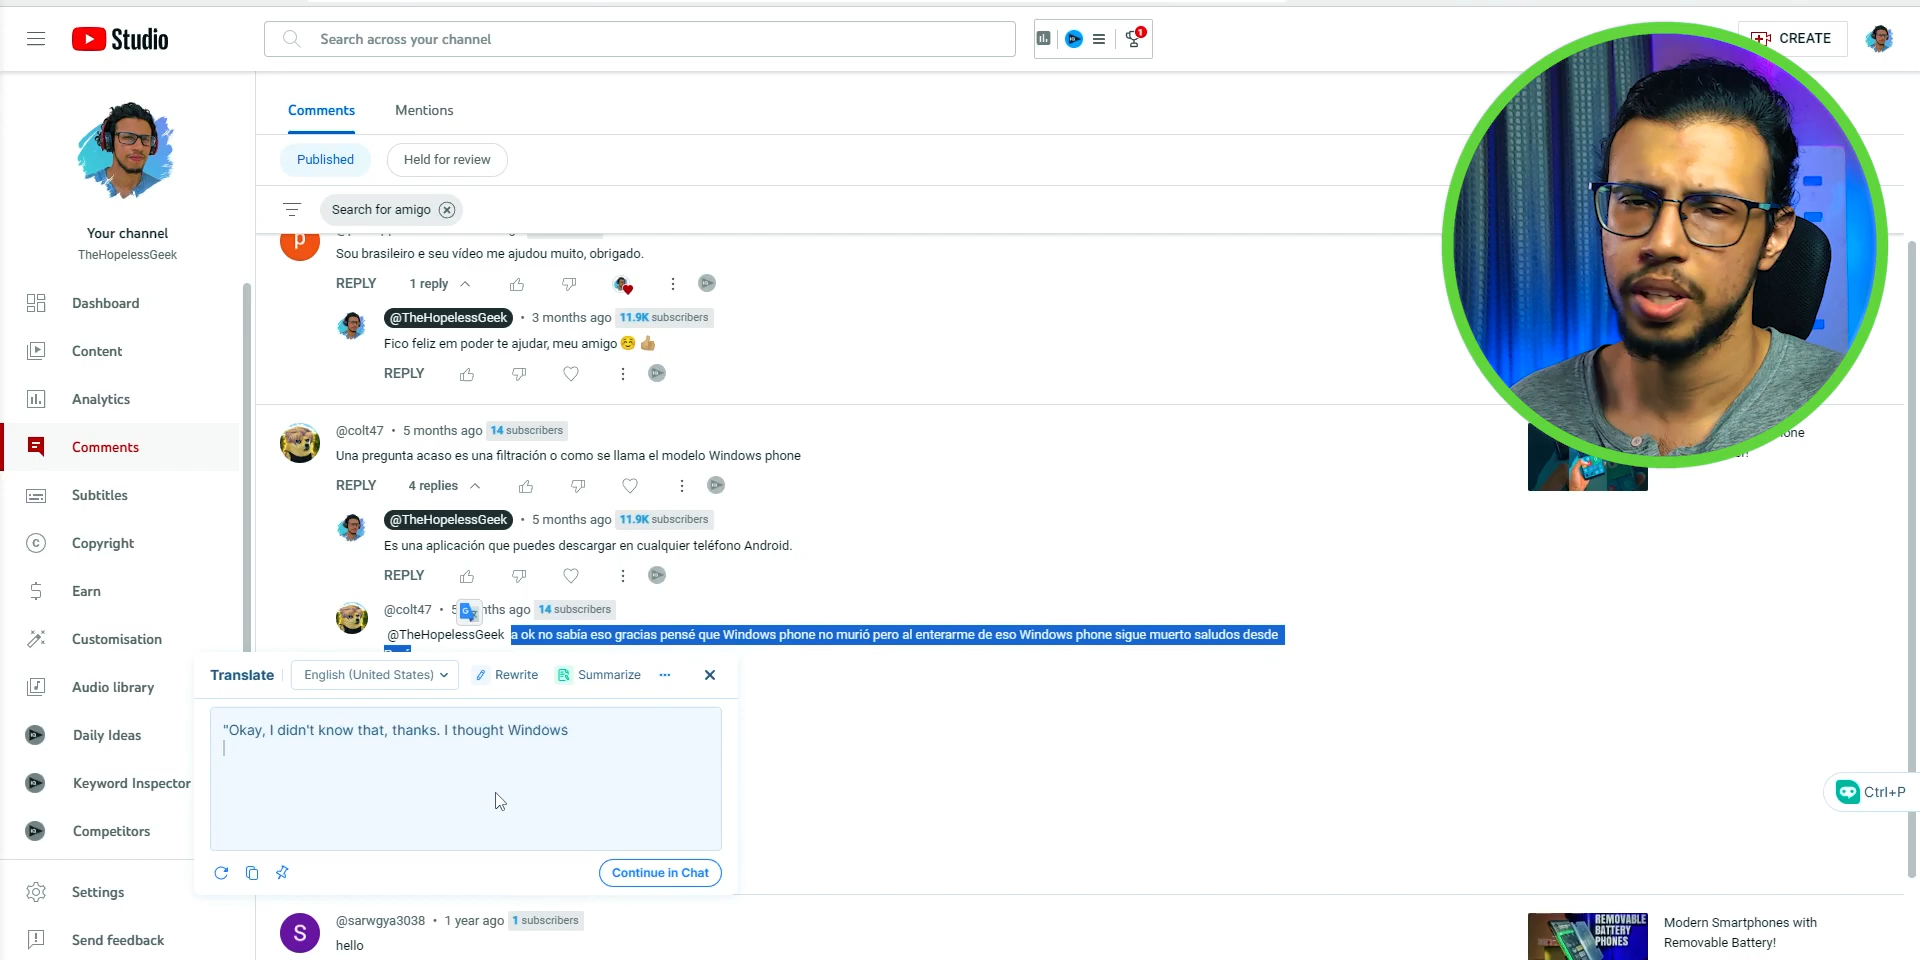 Studio
Search across your channel
1
CREATE
Comments
Mentions
Published
Held for review
Search for amigo
Your channel
TheHopelessGeek
Dashboard
Content
Analytics
Comments
Subtitles
Copyright
Earn
Customisation
Audio library
Daily Ideas
Keyword Inspector
Competitors
Settings
Send feedback
Sou brasileiro e seu vídeo me ajudou muito, obrigado.
REPLY 1 reply
@TheHopelessGeek • 3 months ago 11.9K subscribers
Fico feliz em poder te ajudar, meu amigo ☺️ 👍🏽
REPLY
@colt47 • 5 months ago 14 subscribers
Una pregunta acaso es una filtración o como se llama el modelo Windows phone
REPLY 4 replies
@TheHopelessGeek • 5 months ago 11.9K subscribers
Es una aplicación que puedes descargar en cualquier teléfono Android.
REPLY
@colt47 • 5 ths ago 14 subscribers
@TheHopelessGeek a ok no sabía eso gracias pensé que Windows phone no murió pero al enterarme de eso Windows phone sigue muerto saludos desde
Translate English (United States) Rewrite Summarize
"Okay, I didn't know that, thanks. I thought Windows
Continue in Chat
Ctrl+P
@sarwgya3038 • 1 year ago 1 subscribers
S
hello
REMOVABLE
BATTERY
PHONES
Modern Smartphones with
Removable Battery!